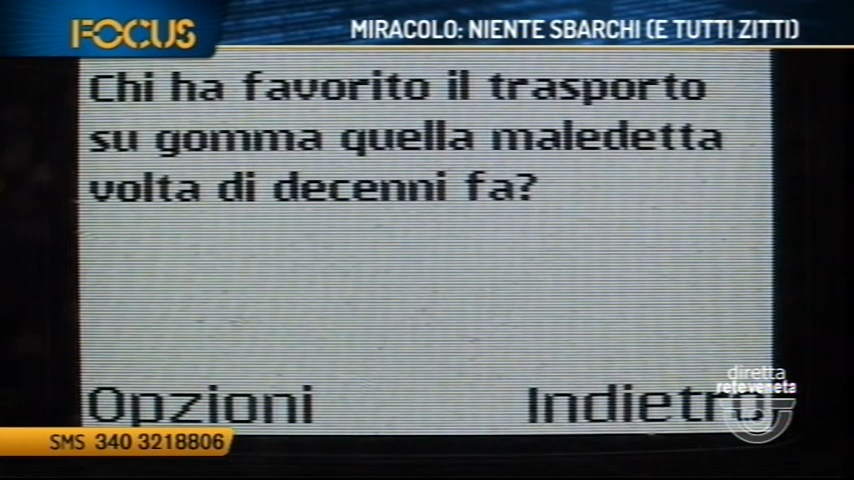 FOCUS
MIRACOLO: NIENTE SBARCHI (E TUTTI ZITTI)
Chi ha favorito il trasporto
su gomma quella maledetta
volta di decenni fa?
Opzioni
Indietro
diretta
reteveneta
SMS 340 3218806